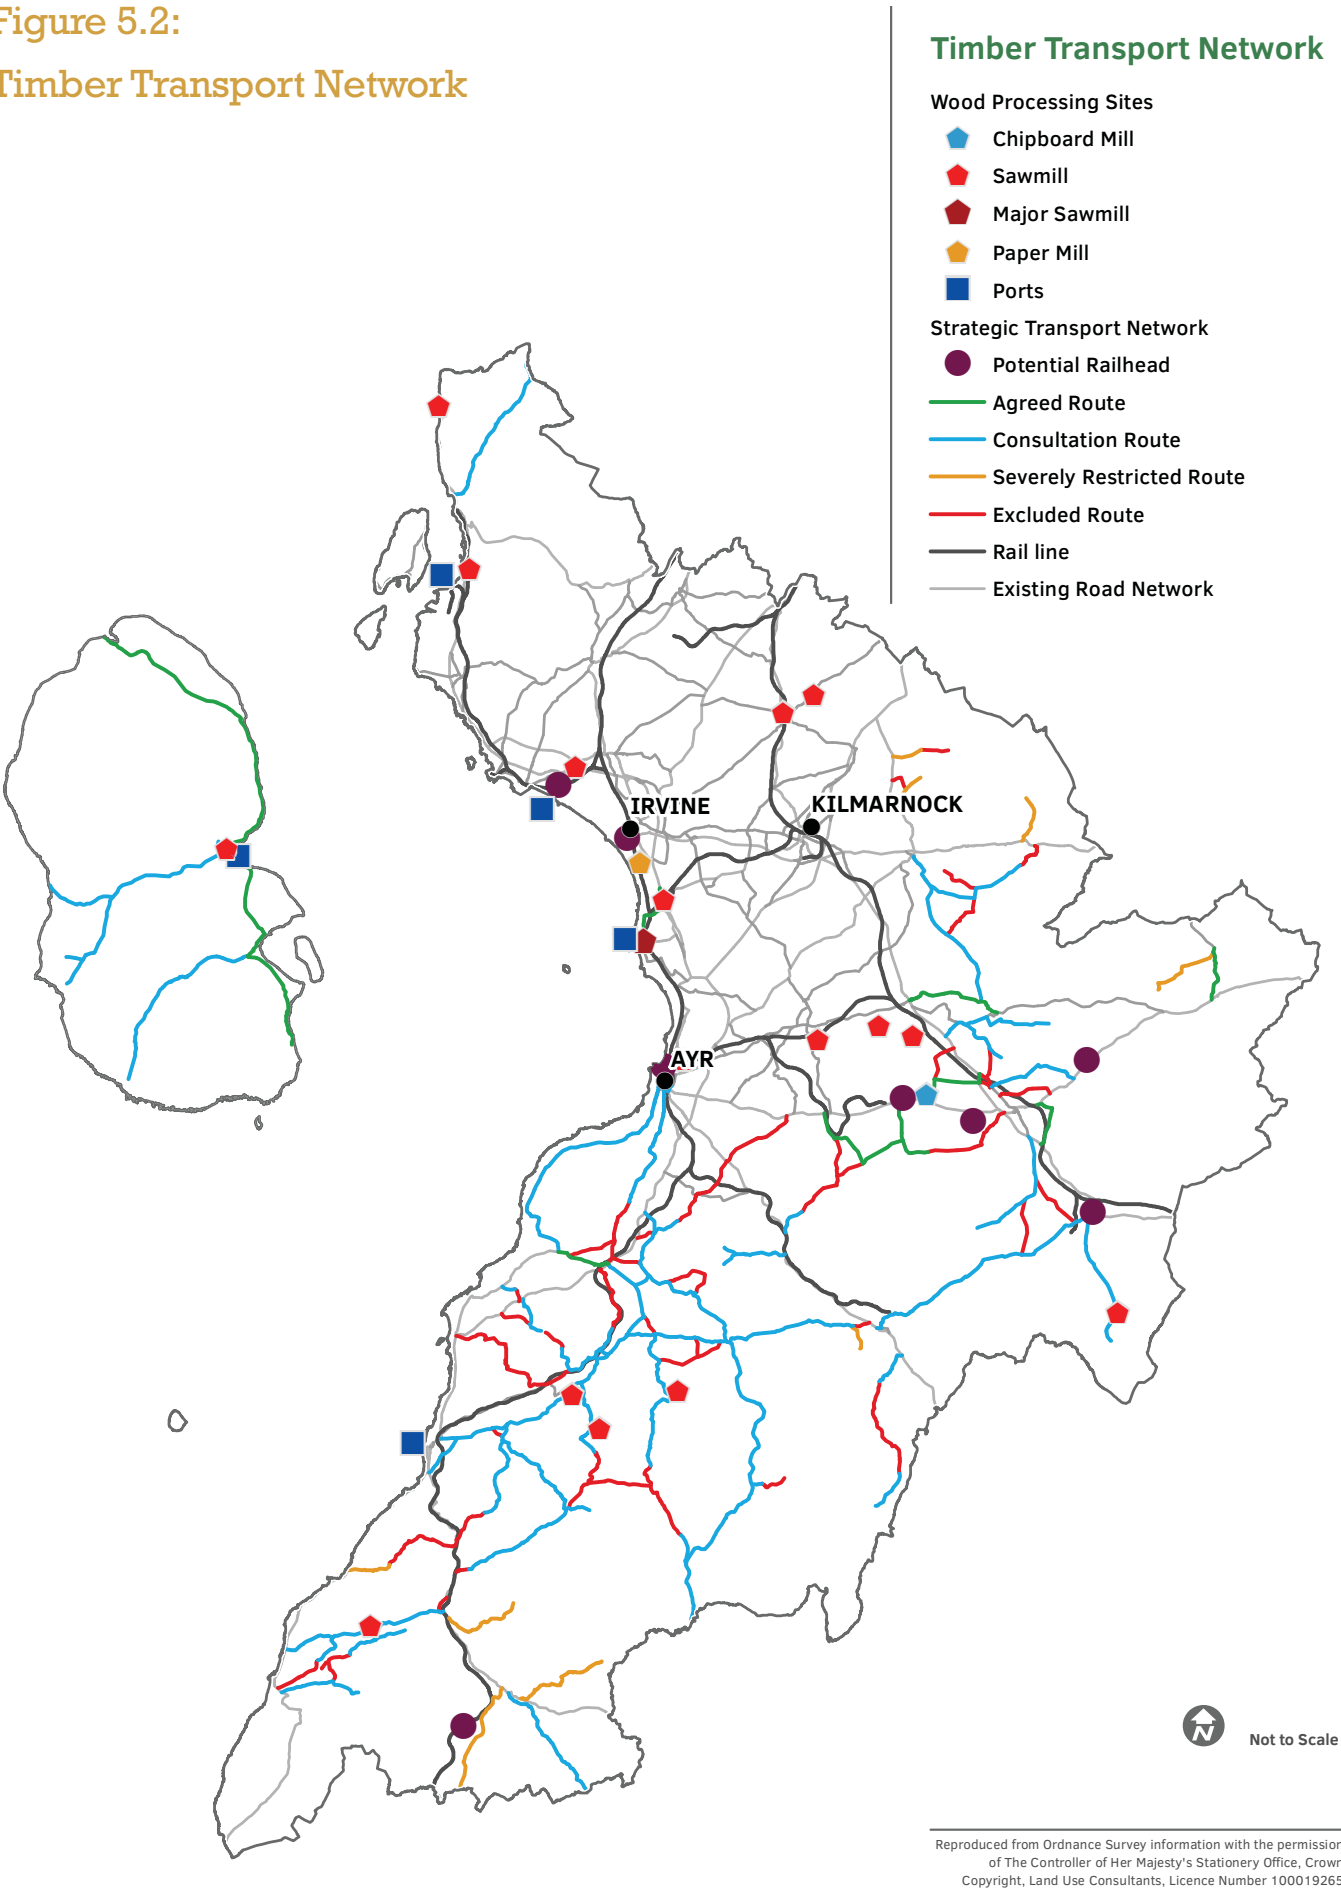 Figure 5.2:
Timber Transport Network
Timber Transport Network
Wood Processing Sites
Chipboard Mill
Sawmill
Major Sawmill
Paper Mill
Ports
Strategic Transport Network
Potential Railhead
Agreed Route
Consultation Route
Severely Restricted Route
Excluded Route
Rail line
Existing Road Network
IRVINE
KILMARNOCK
AYR
N
Not to Scale
Reproduced from Ordnance Survey information with the permission
of The Controller of Her Majesty's Stationery Office, Crown
Copyright, Land Use Consultants, Licence Number 100019265